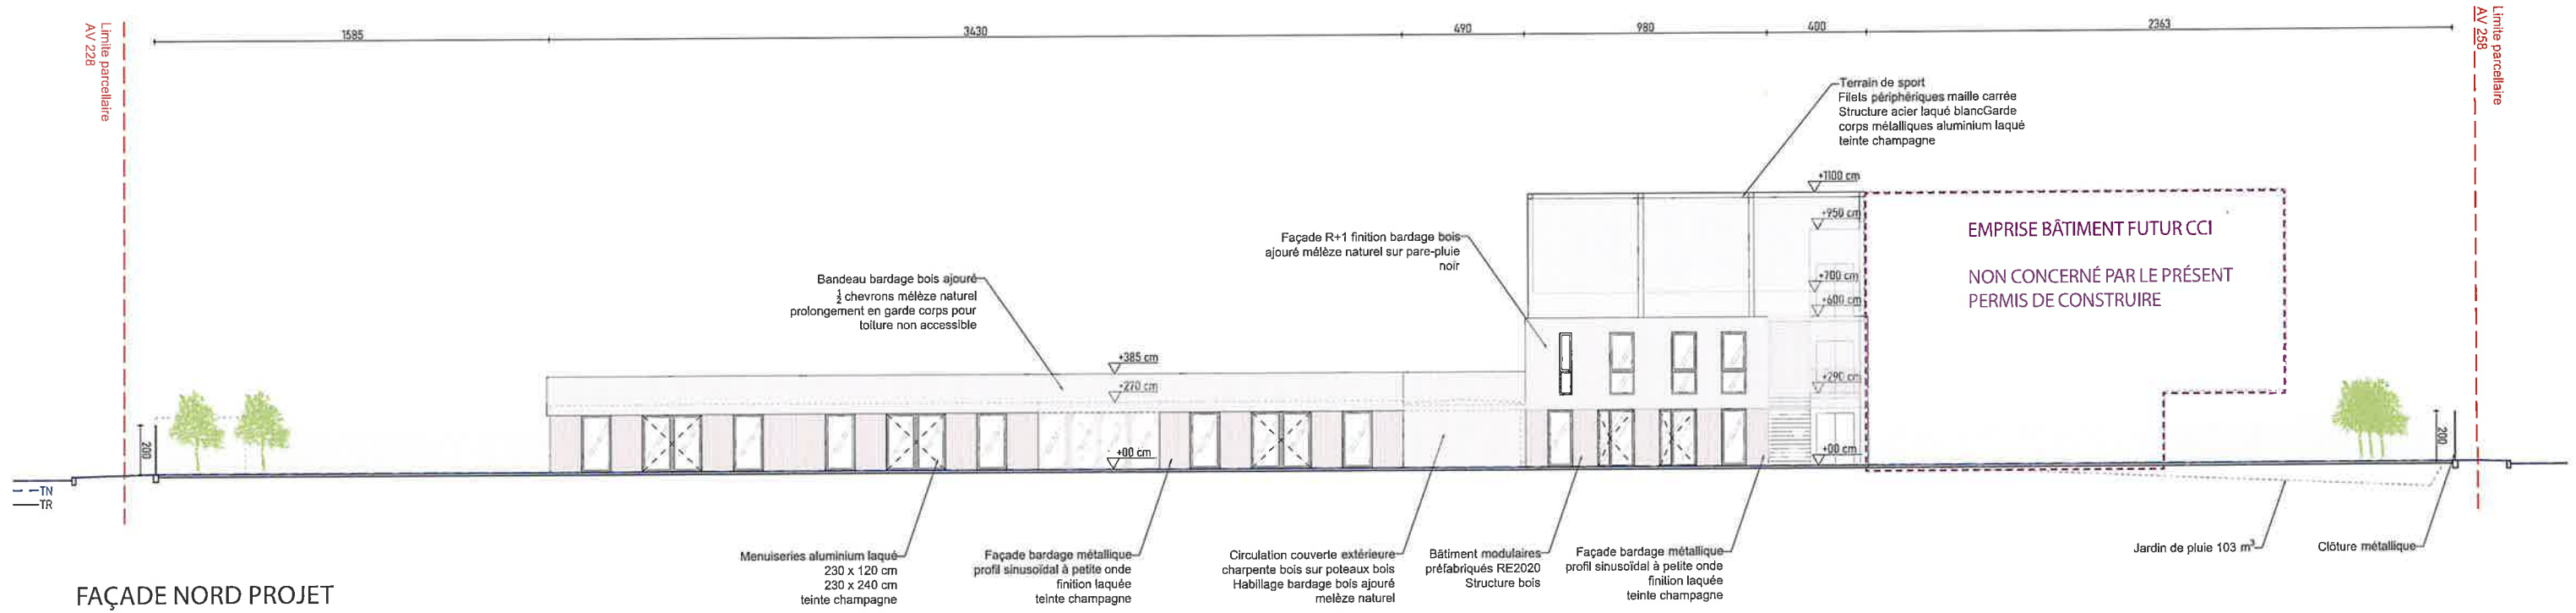 1585
3430
490
980
400
2363
Limite parcellaire
AV 228
Limite parcellaire
AV 258
Terrain de sport
Filets périphériques maille carrée
Structure acier laqué blancGarde
corps métalliques aluminium laqué
teinte champagne
+1100 cm
+950 cm
+700 cm
+600 cm
+290 cm
+00 cm
EMPRISE BÂTIMENT FUTUR CCI
NON CONCERNÉ PAR LE PRÉSENT
PERMIS DE CONSTRUIRE
Façade R+1 finition bardage bois
ajouré mélèze naturel sur pare-pluie
noir
Bandeau bardage bois ajouré
½ chevrons mélèze naturel
prolongement en garde corps pour
toiture non accessible
+385 cm
+270 cm
+00 cm
200
200
TN
TR
Menuiseries aluminium laqué
230 x 120 cm
230 x 240 cm
teinte champagne
Façade bardage métallique
profil sinusoïdal à petite onde
finition laquée
teinte champagne
Circulation couverte extérieure
charpente bois sur poteaux bois
Habillage bardage bois ajouré
melèze naturel
Bâtiment modulaires
préfabriqués RE2020
Structure bois
Façade bardage métallique
profil sinusoïdal à petite onde
finition laquée
teinte champagne
Jardin de pluie 103 m³
Clôture métallique
FAÇADE NORD PROJET